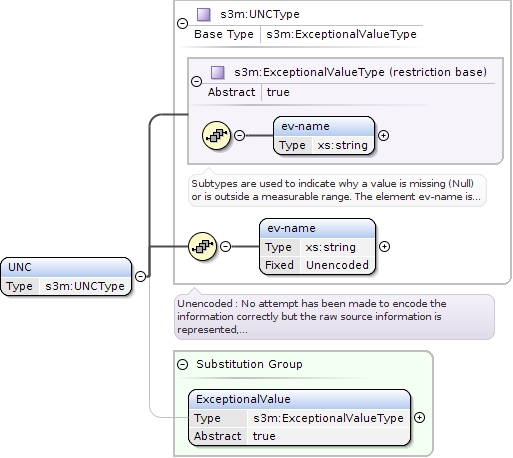 s3m:UNCType
Base Type s3m:ExceptionalValueType
s3m:ExceptionalValueType (restriction base)
Abstract true
ev-name
Type xs:string
Subtypes are used to indicate why a value is missing (Null)
or is outside a measurable range. The element ev-name is...
ev-name
Type xs:string
Fixed Unencoded
UNC
Type s3m:UNCType
Unencoded : No attempt has been made to encode the
information correctly but the raw source information is
represented,...
Substitution Group
ExceptionalValue
Type s3m:ExceptionalValueType
Abstract true